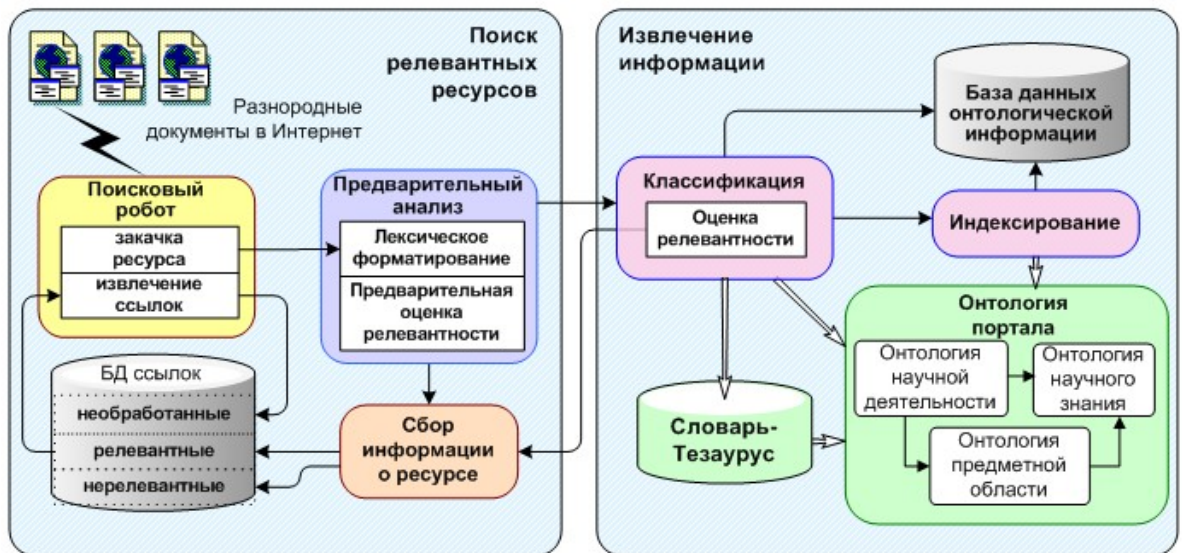 Поиск
релевантных
ресурсов
Разнородные
документы в Интернет
Поисковый
робот
закачка
ресурса
извлечение
ссылок
Предварительный
анализ
Лексическое
форматирование
Предварительная
оценка
релевантности
БД ссылок
необработанные
релевантные
нерелевантные
Сбор
информации
о ресурсе
Извлечение
информации
База данных
онтологической
информации
Классификация
Оценка
релевантности
Индексирование
Словарь-
Тезаурус
Онтология
портала
Онтология
научной
деятельности
Онтология
научного
знания
Онтология
предметной
области